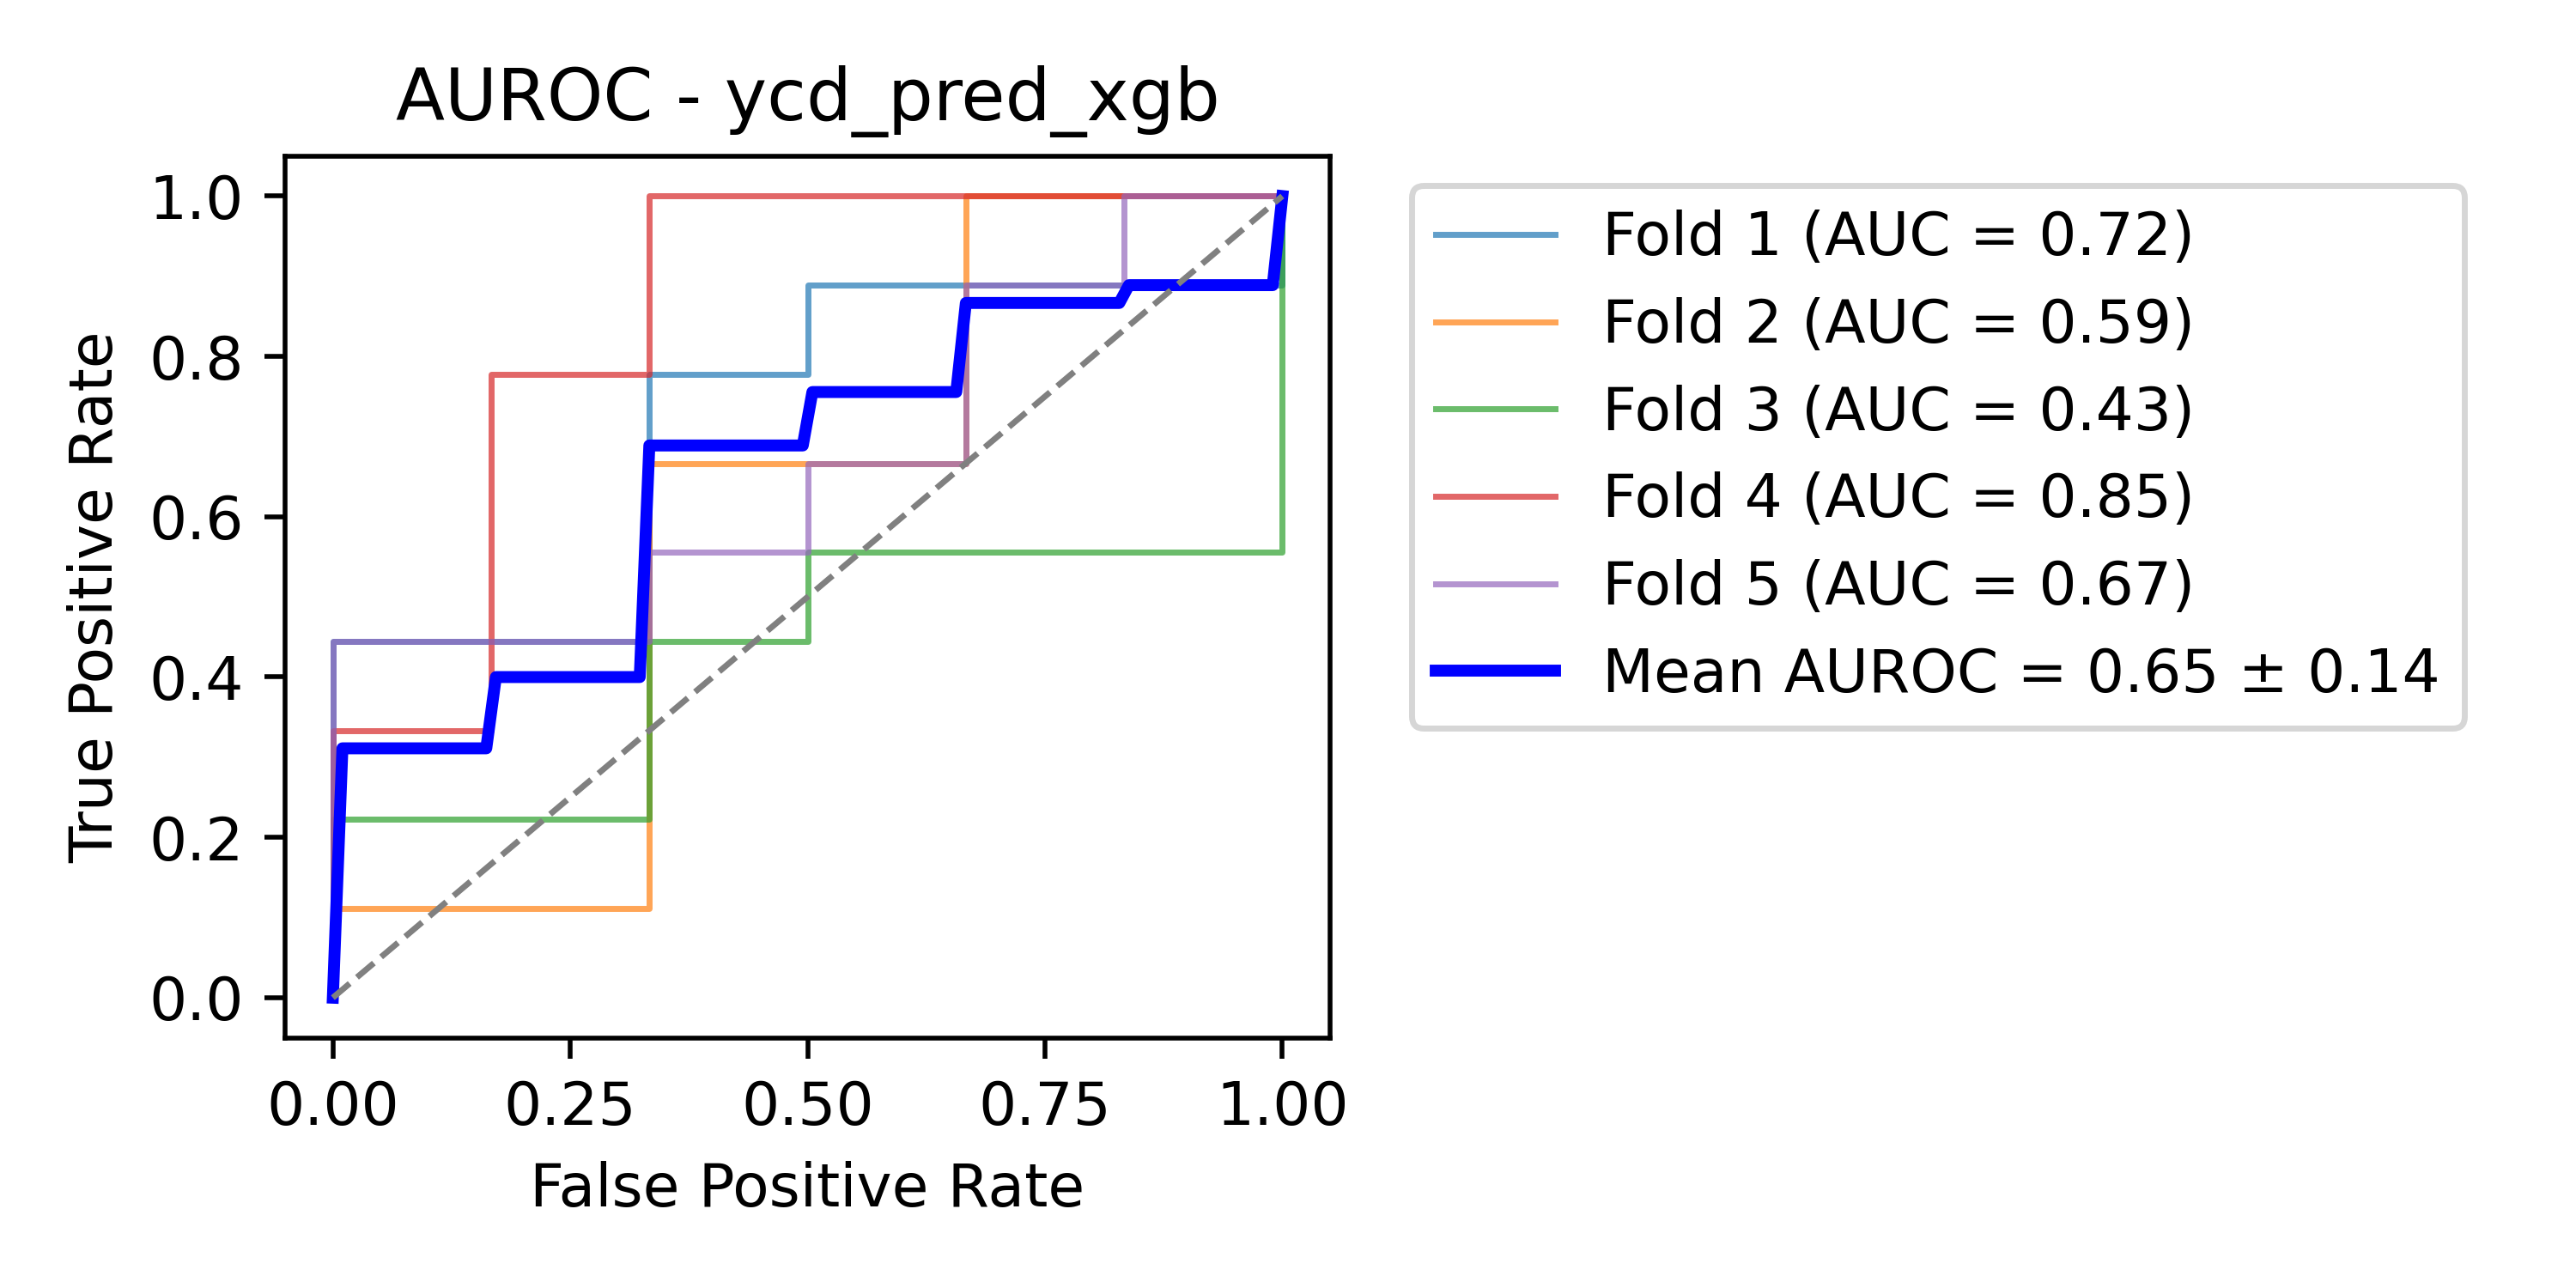 AUROC - ycd_pred_xgb
True Positive Rate
1.0
0.8
0.6
0.4
0.2
0.0
0.00 0.25 0.50 0.75 1.00
False Positive Rate
Fold 1 (AUC = 0.72)
Fold 2 (AUC = 0.59)
Fold 3 (AUC = 0.43)
Fold 4 (AUC = 0.85)
Fold 5 (AUC = 0.67)
Mean AUROC = 0.65 ± 0.14